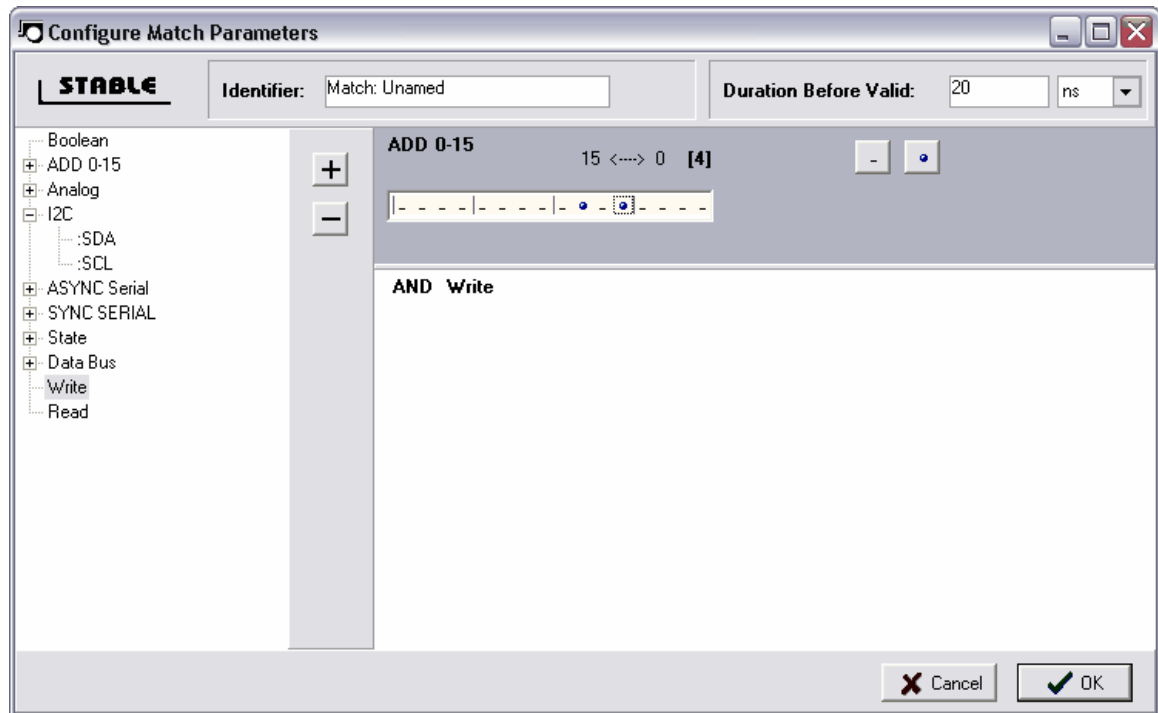 Configure Match Parameters
STABLE
Identifier: Match: Unnamed
Duration Before Valid: 20 ns
Boolean
ADD 0-15
Analog
I2C
:SDA
:SCL
ASYNC Serial
SYNC SERIAL
State
Data Bus
Write
Read
ADD 0-15
15 <----> 0 [4]
|- - - -|- - - -|- • - •|- - - -
AND Write
Cancel
OK